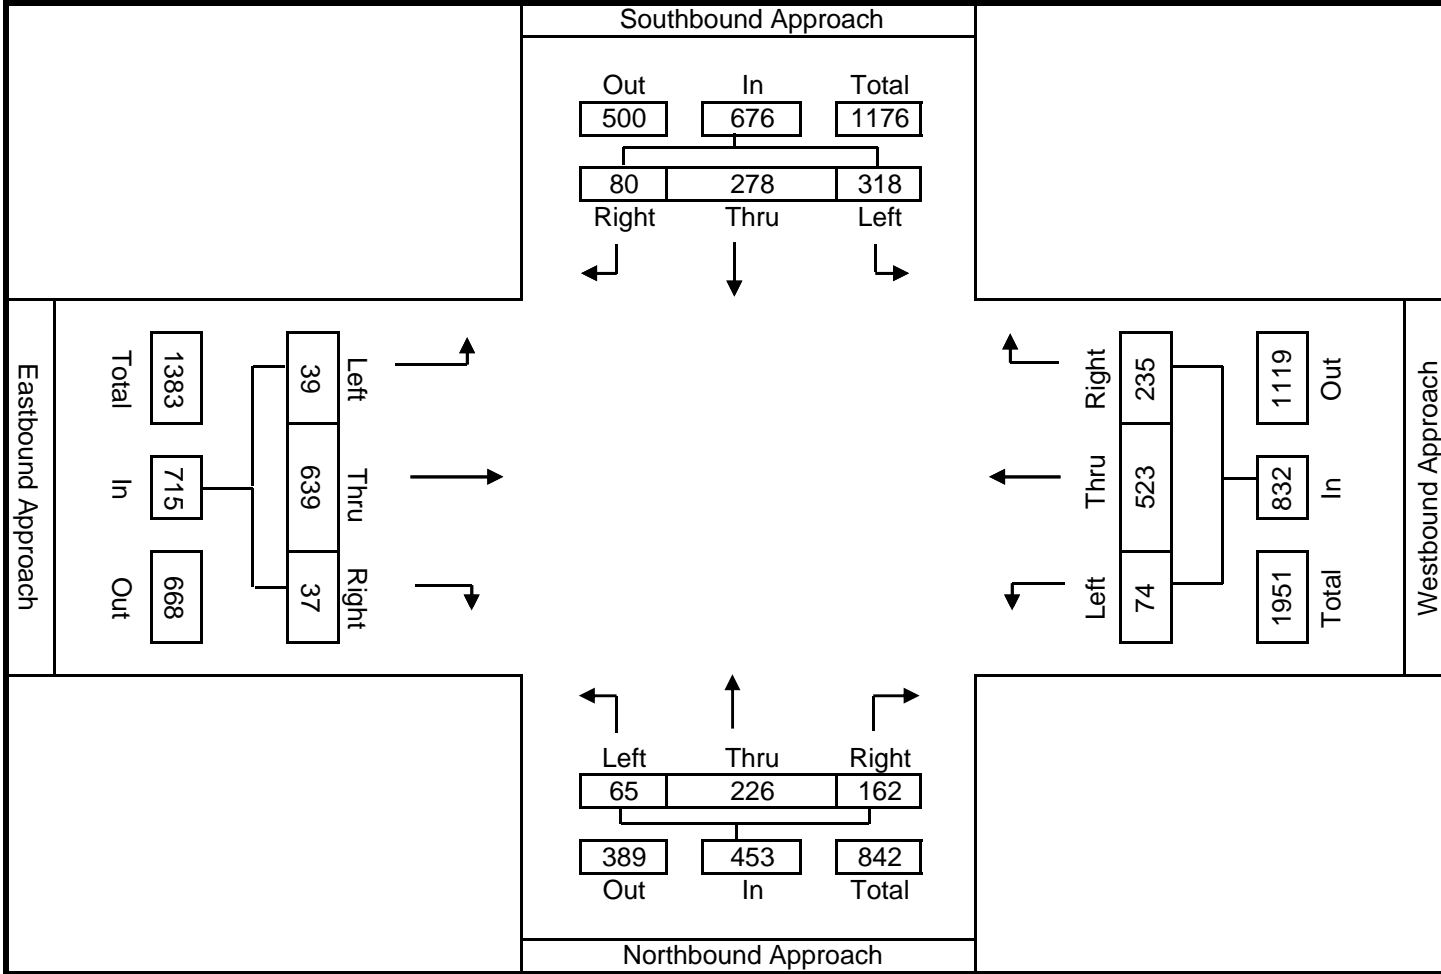 Southbound Approach
Out In Total
500 676 1176
80 278 318
Right Thru Left
Eastbound Approach
Total 1383
In 715
Out 668
39 Left
639 Thru
37 Right
Right 235
Thru 523
Left 74
1119 Out
832 In
1951 Total
Westbound Approach
Left Thru Right
65 226 162
389 453 842
Out In Total
Northbound Approach